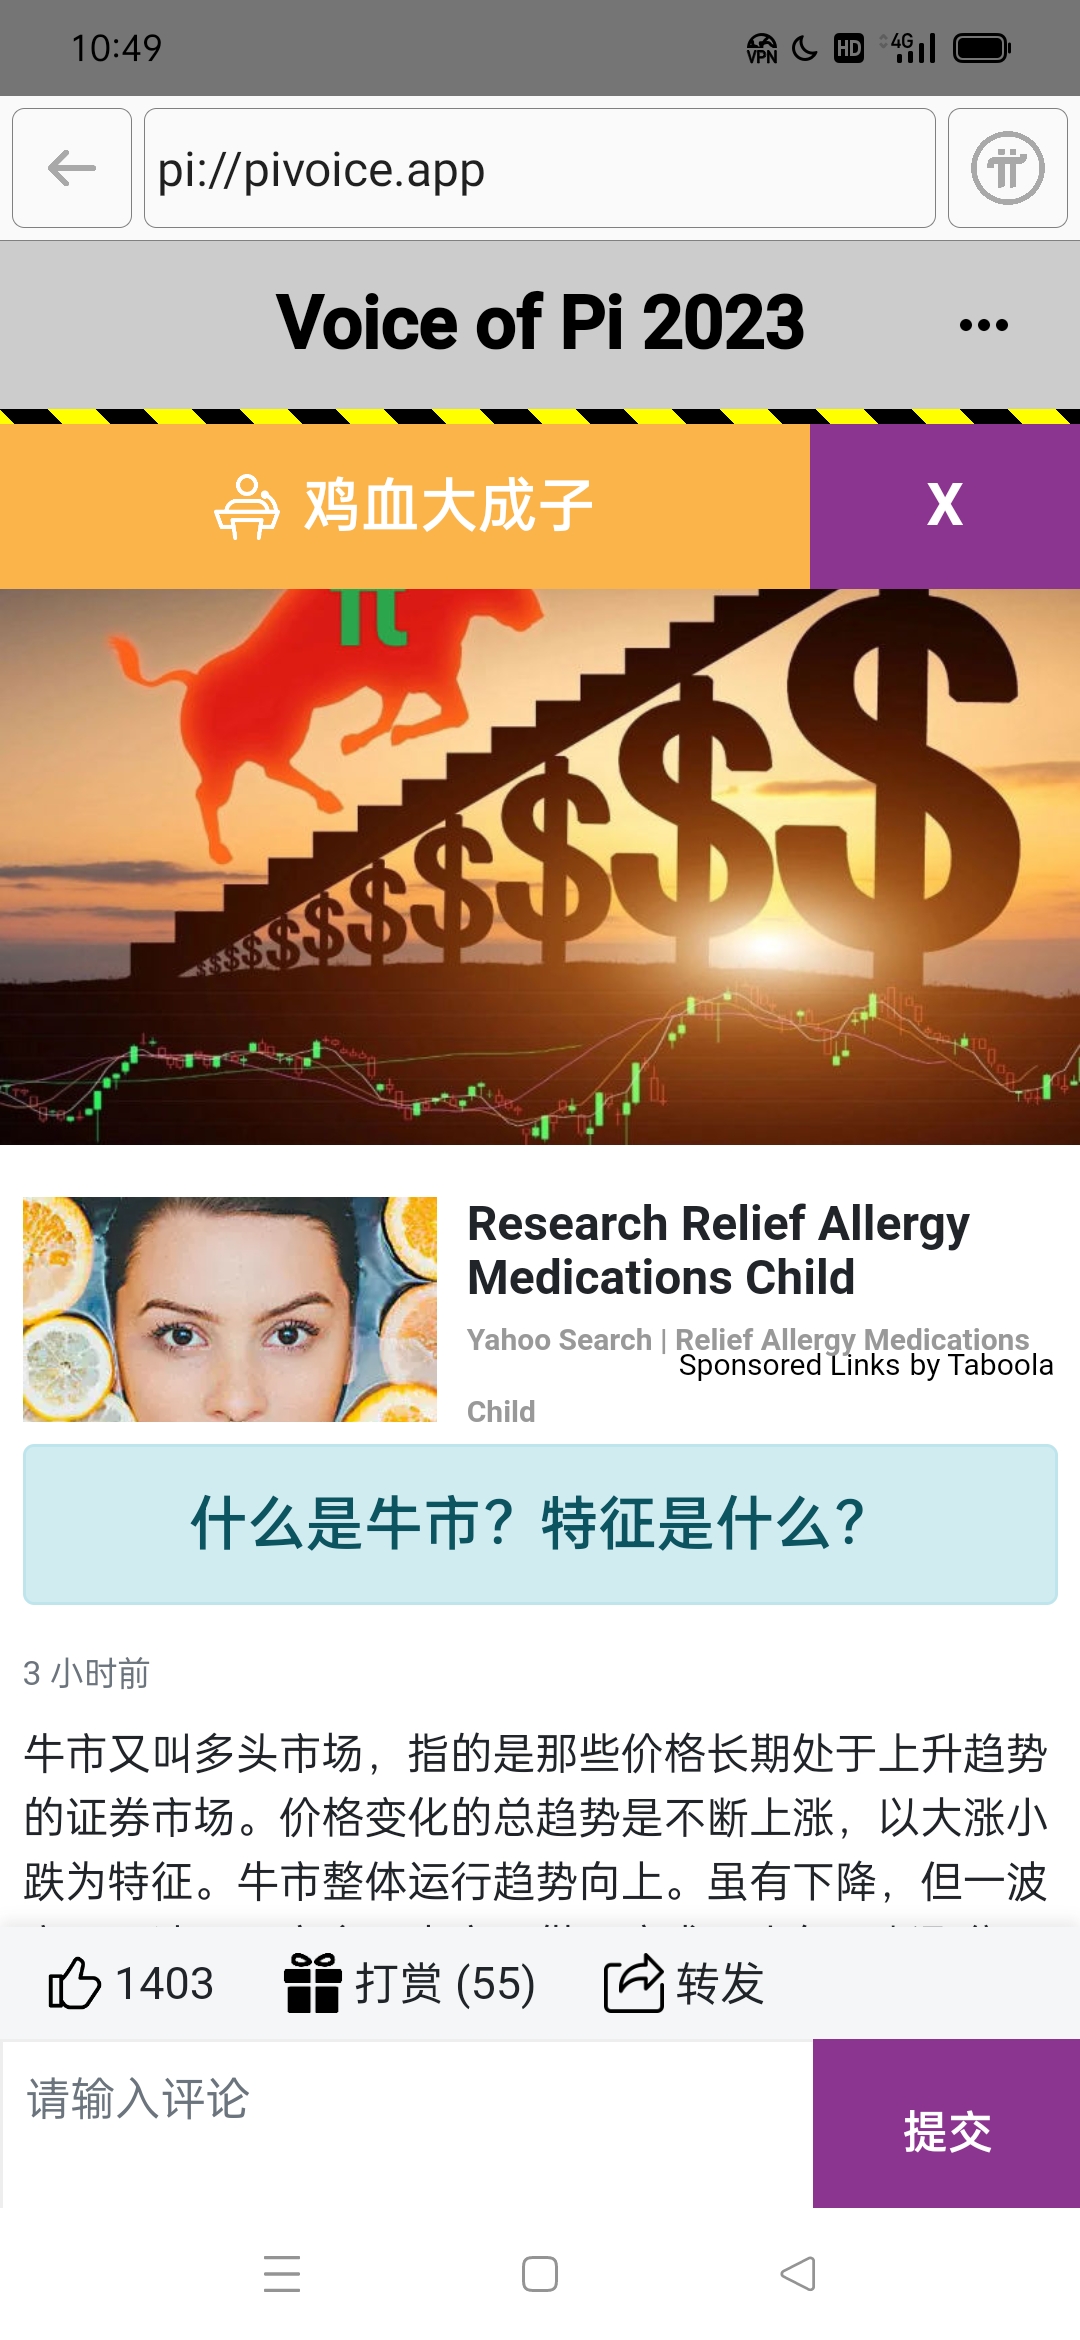 10:49
VPN HD 4G
pi://pivoice.app
Voice of Pi 2023
鸡血大成子
X
π
$$$$$$$$$$
Research Relief Allergy
Medications Child
Yahoo Search | Relief Allergy Medications
Sponsored Links by Taboola
Child
什么是牛市？特征是什么？
3 小时前
牛市又叫多头市场，指的是那些价格长期处于上升趋势
的证券市场。价格变化的总趋势是不断上涨，以大涨小
跌为特征。牛市整体运行趋势向上。虽有下降，但一波
1403
打赏 (55)
转发
请输入评论
提交